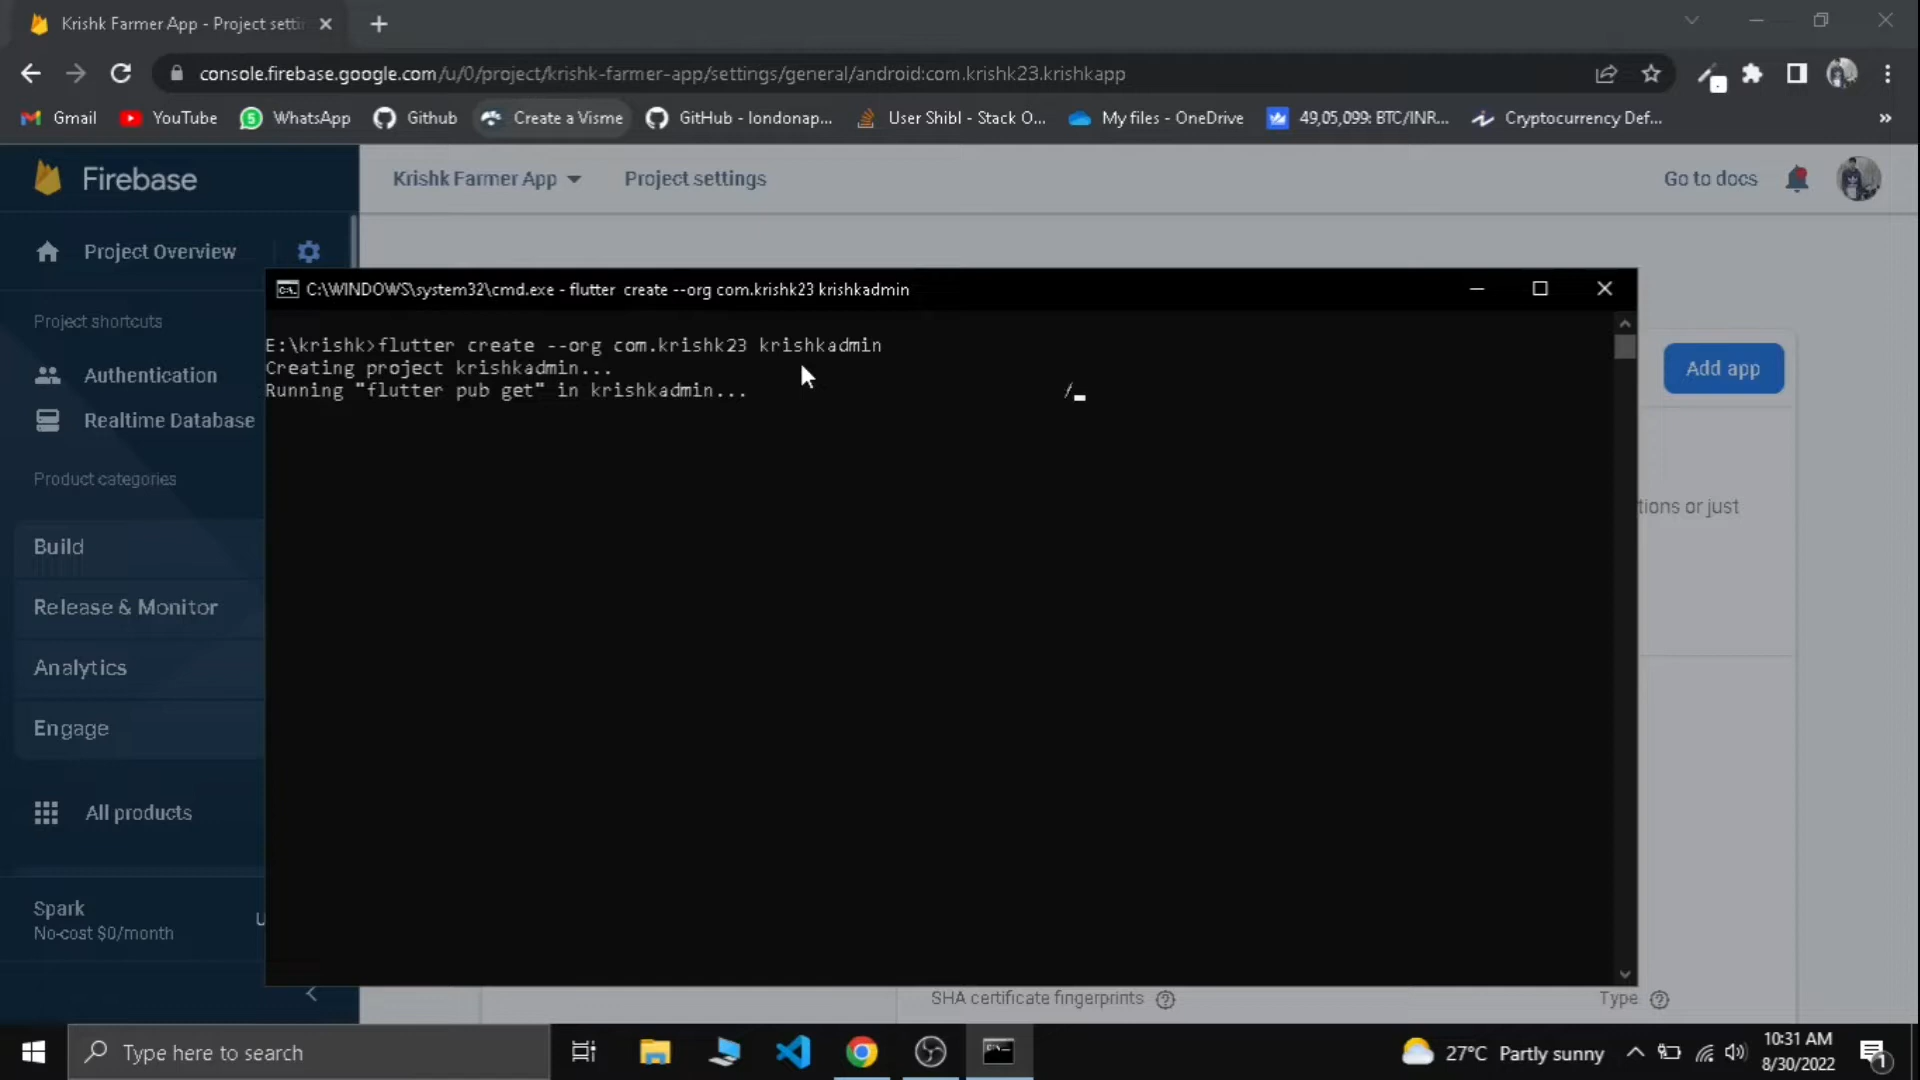 Krishk Farmer App - Project setti
console.firebase.google.com/u/0/project/krishk-farmer-app/settings/general/android:com.krishk23.krishkapp
Gmail YouTube WhatsApp Github Create a Visme GitHub - londonap... User Shibl - Stack O... My files - OneDrive 49,05,099: BTC/INR... Cryptocurrency Def... »
Firebase
Krishk Farmer App Project settings Go to docs
Project Overview
C:\WINDOWS\system32\cmd.exe - flutter create --org com.krishk23 krishkadmin
Project shortcuts
E:\krishk>flutter create --org com.krishk23 krishkadmin
Creating project krishkadmin...
Running "flutter pub get" in krishkadmin... /
Add app
Authentication
Realtime Database
Product categories
tions or just
Build
Release & Monitor
Analytics
Engage
All products
Spark
No-cost $0/month
U
SHA certificate fingerprints
Type
Type here to search
27°C Partly sunny
10:31 AM
8/30/2022
1